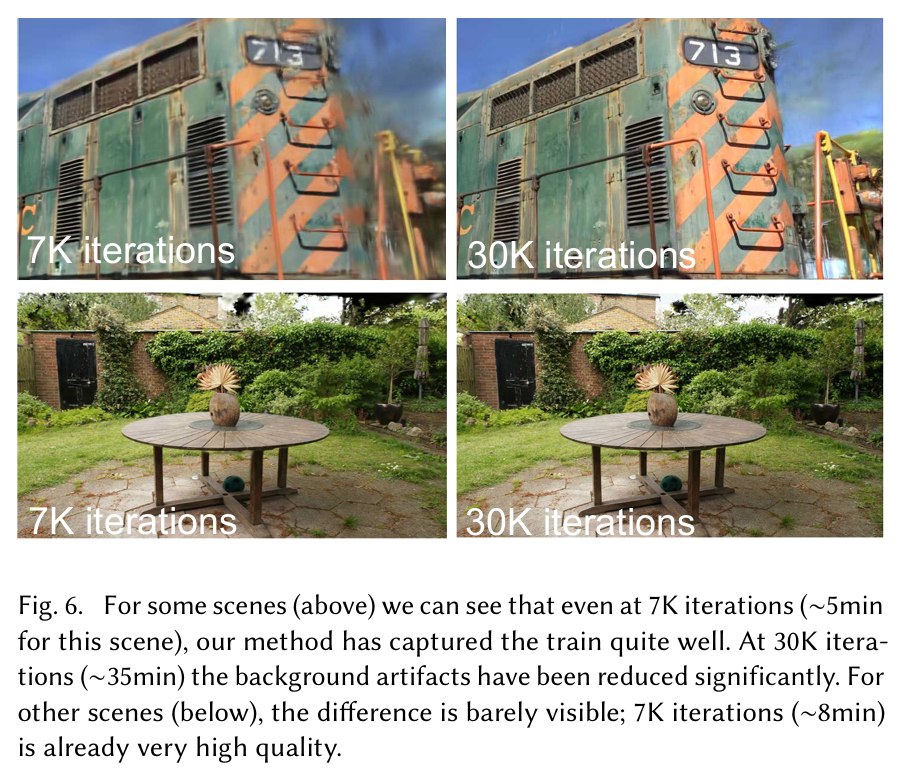 713
713
C
C
7K iterations
30K iterations
7K iterations
30K iterations
Fig. 6. For some scenes (above) we can see that even at 7K iterations (~5min
for this scene), our method has captured the train quite well. At 30K itera-
tions (~35min) the background artifacts have been reduced significantly. For
other scenes (below), the difference is barely visible; 7K iterations (~8min)
is already very high quality.